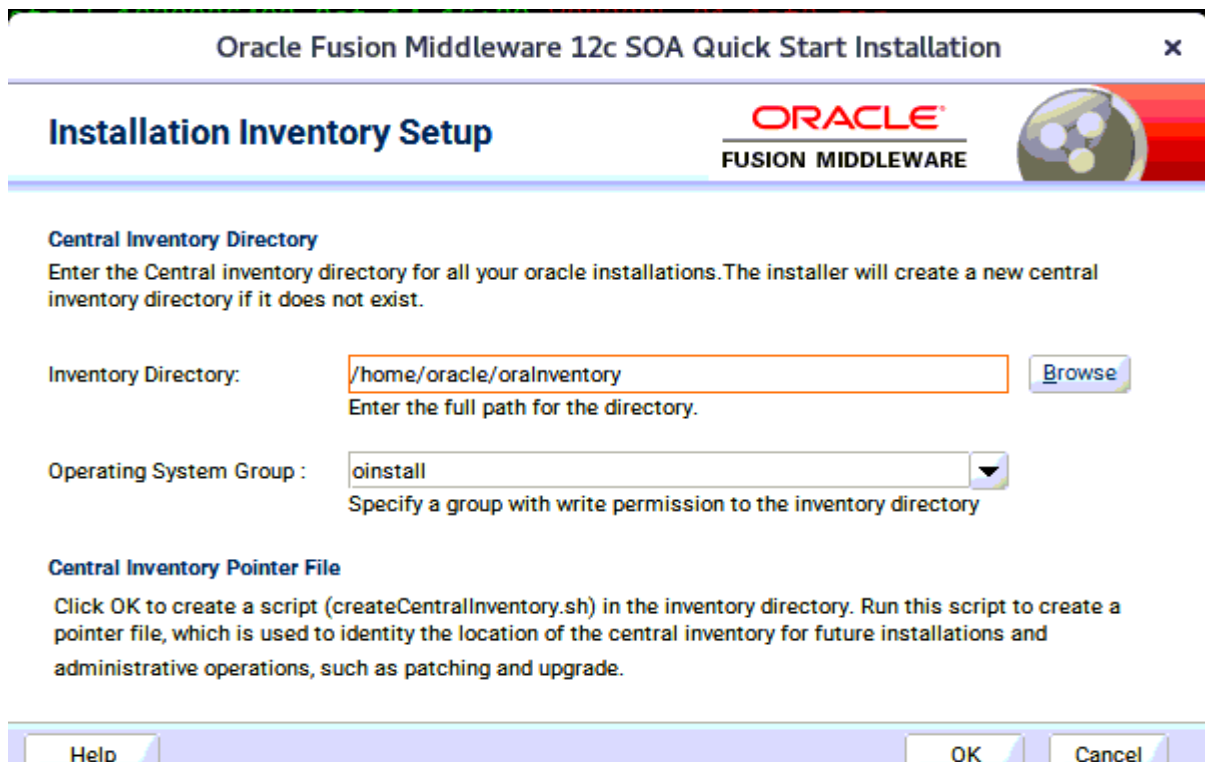 Oracle Fusion Middleware 12c SOA Quick Start Installation
Installation Inventory Setup
ORACLE
FUSION MIDDLEWARE
Central Inventory Directory
Enter the Central inventory directory for all your oracle installations.The installer will create a new central
inventory directory if it does not exist.
Inventory Directory:
/home/oracle/oraInventory
Browse
Enter the full path for the directory.
Operating System Group :
oinstall
Specify a group with write permission to the inventory directory
Central Inventory Pointer File
Click OK to create a script (createCentralInventory.sh) in the inventory directory. Run this script to create a
pointer file, which is used to identity the location of the central inventory for future installations and
administrative operations, such as patching and upgrade.
Help
OK
Cancel